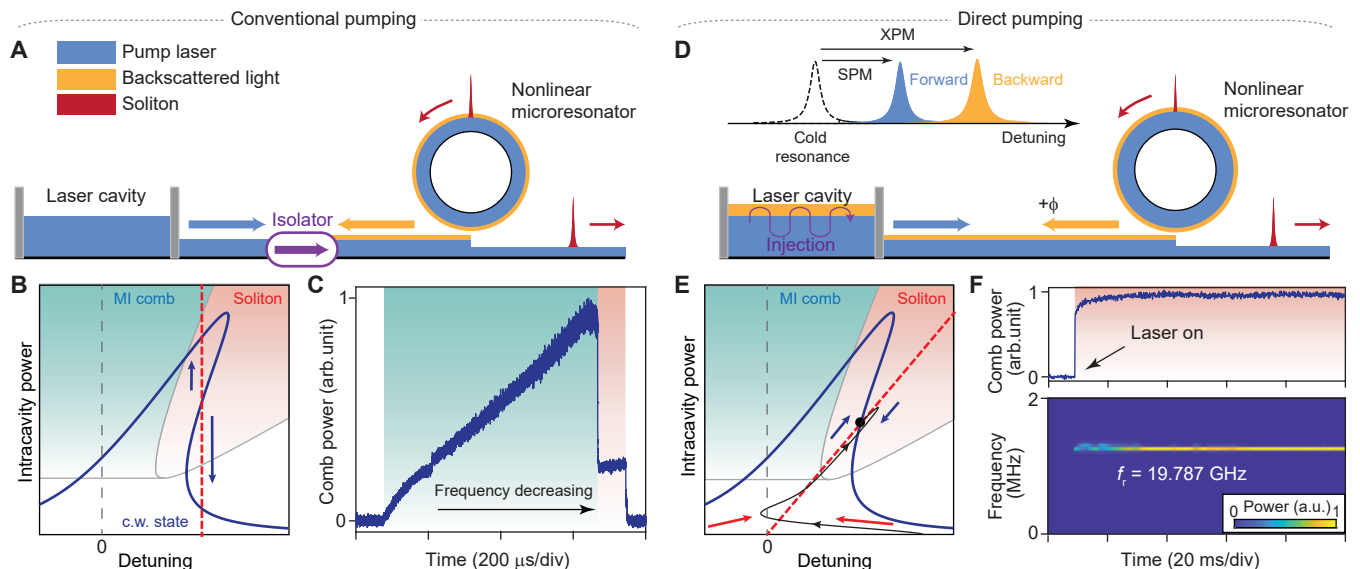 Conventional pumping
A
Pump laser
Backscattered light
Soliton
Nonlinear
microresonator
Laser cavity
Isolator
B
MI comb
Soliton
Intracavity power
c.w. state
0
Detuning
C
1
Comb power (arb.unit)
0
Frequency decreasing
Time (200 μs/div)
Direct pumping
D
XPM
SPM
Forward
Backward
Cold
resonance
Detuning
Nonlinear
microresonator
Laser cavity
Injection
+ϕ
E
MI comb
Soliton
Intracavity power
0
Detuning
F
1
Comb power
(arb.unit)
0
Laser on
2
Frequency
(MHz)
0
fr = 19.787 GHz
0 Power (a.u.) 1
Time (20 ms/div)